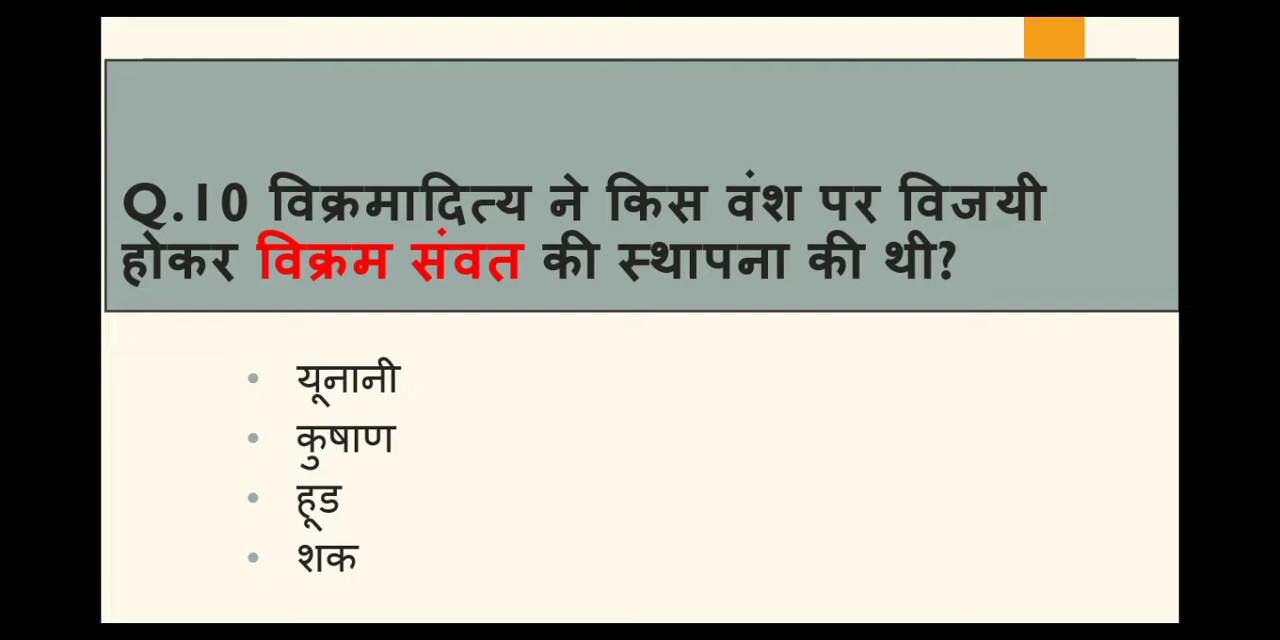 Q.10 विक्रमादित्य ने किस वंश पर विजयी
होकर विक्रम संवत की स्थापना की थी?
• यूनानी
• कुषाण
• हूड
• शक